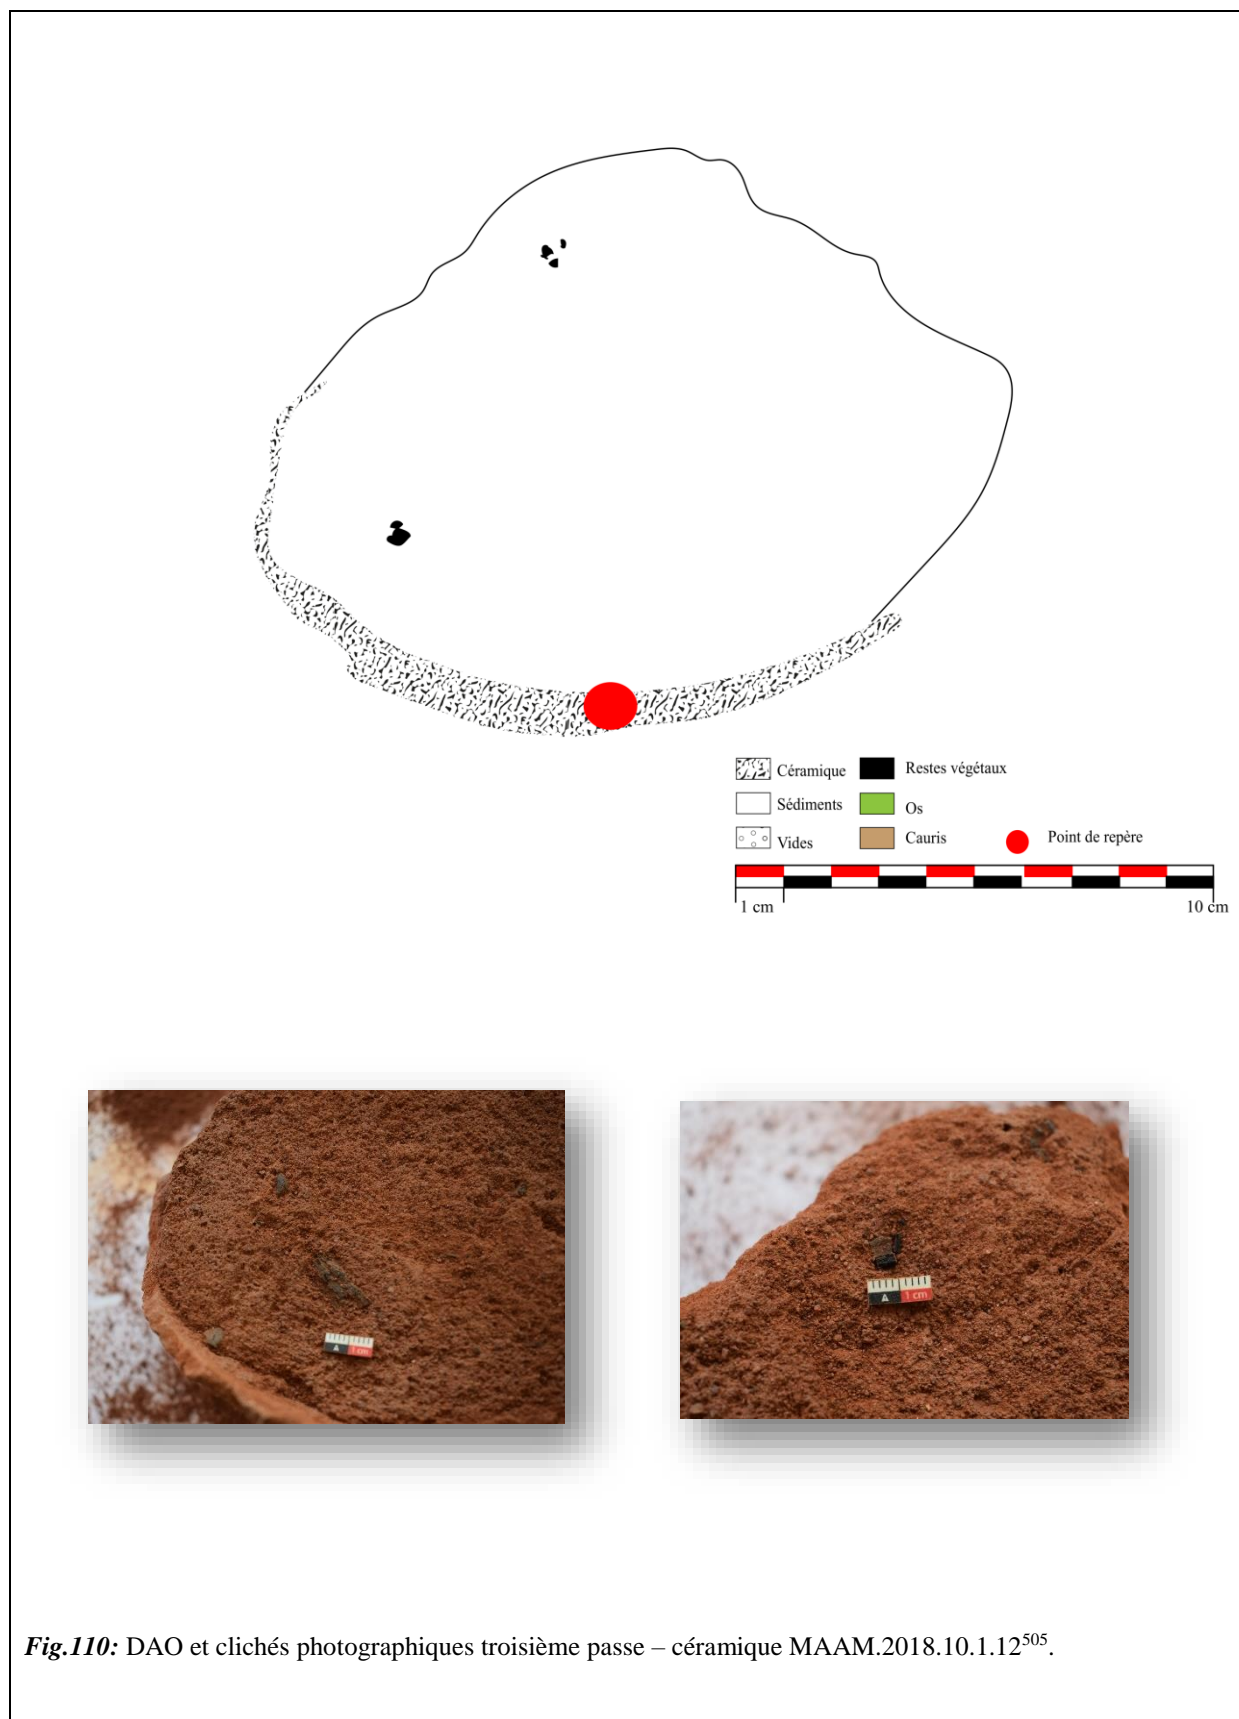 Céramique
Restes végétaux
Sédiments
Os
Vides
Cauris
Point de repère
1 cm
10 cm
A 1 cm
A 1 cm
Fig.110: DAO et clichés photographiques troisième passe – céramique MAAM.2018.10.1.12⁵⁰⁵.